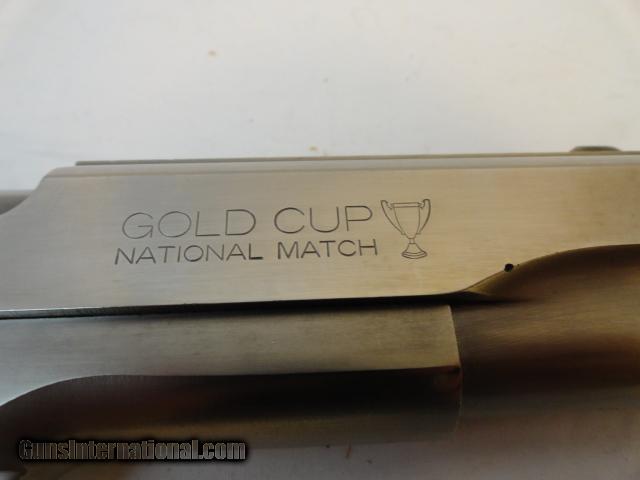 GOLD CUP
NATIONAL MATCH
GunsInternational.com